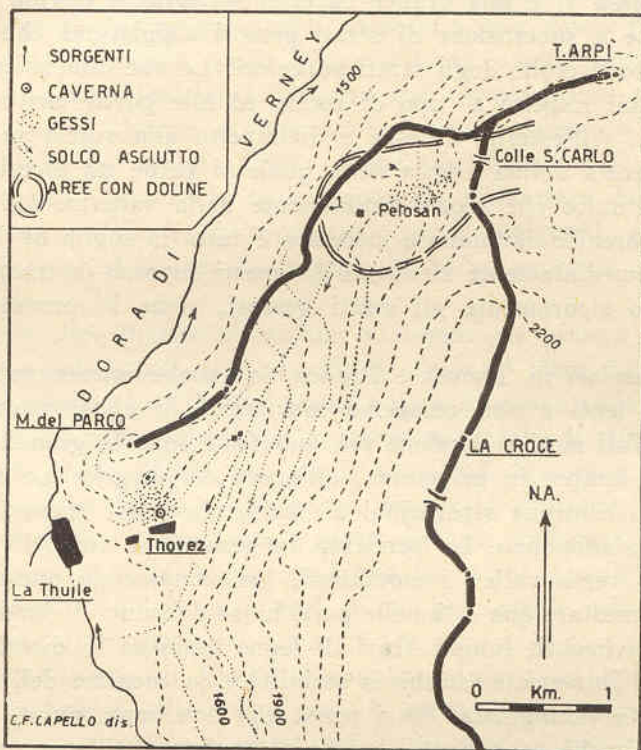 SORGENTI
CAVERNA
GESSI
SOLCO ASCIUTTO
AREE CON DOLINE
DORA DI VERNEY
1500
T. ARPI
Colle S. CARLO
Petosan
2200
M. del PARCO
LA CROCE
N.A.
Thovez
La Thuile
1600
1900
0 Km. 1
C.F. CAPELLO dis.